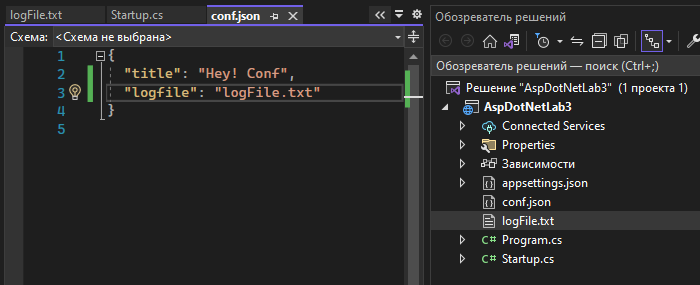 logFile.txt Startup.cs conf.json
Схема: <Схема не выбрана>
1 {
2 "title": "Hey! Conf",
3 "logfile": "logFile.txt"
4 }
5
Обозреватель решений
Обозреватель решений — поиск (Ctrl+;)
Решение "AspDotNetLab3" (1 проекта 1)
AspDotNetLab3
Connected Services
Properties
Зависимости
appsettings.json
conf.json
logFile.txt
C# Program.cs
C# Startup.cs